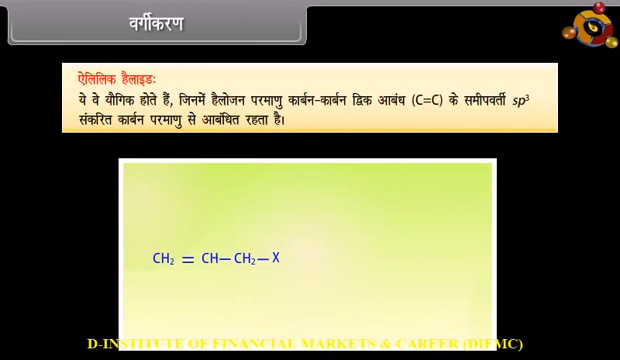 वर्गीकरण
ऐलिलिक हैलाइडः
ये वे यौगिक होते हैं, जिनमें हैलोजन परमाणु कार्बन–कार्बन द्विक आबंध (C=C) के समीपवर्ती sp³
संकरित कार्बन परमाणु से आबंधित रहता है।
CH₂ = CH—CH₂—X
D-INSTITUTE OF FINANCIAL MARKETS & CAREER (DIFMC)